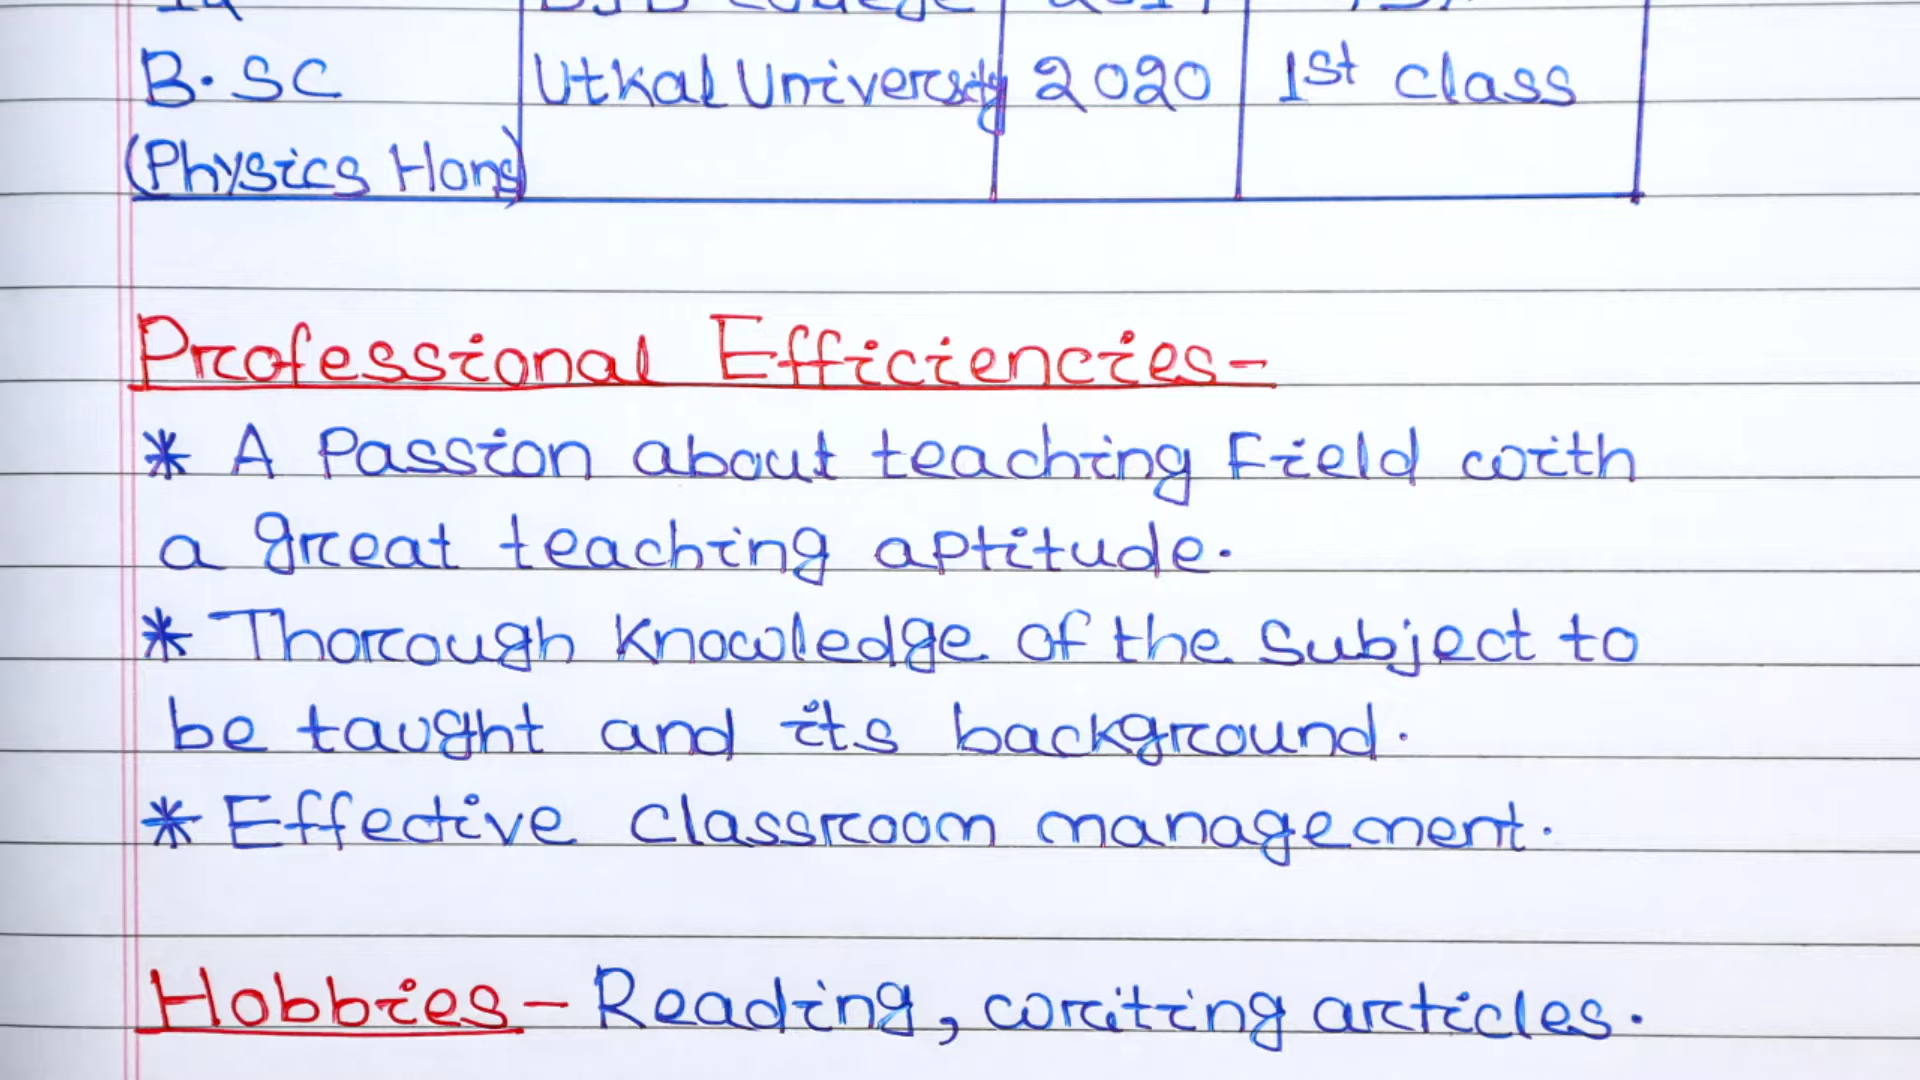 B.SC Utkal University 2020 1st class
(Physics Hons)
Professional Efficiencies-
* A Passion about teaching Field with
a great teaching aptitude.
* Thorough Knowledge of the Subject to
be taught and its background.
* Effective classroom management.
Hobbies- Reading, writing articles.